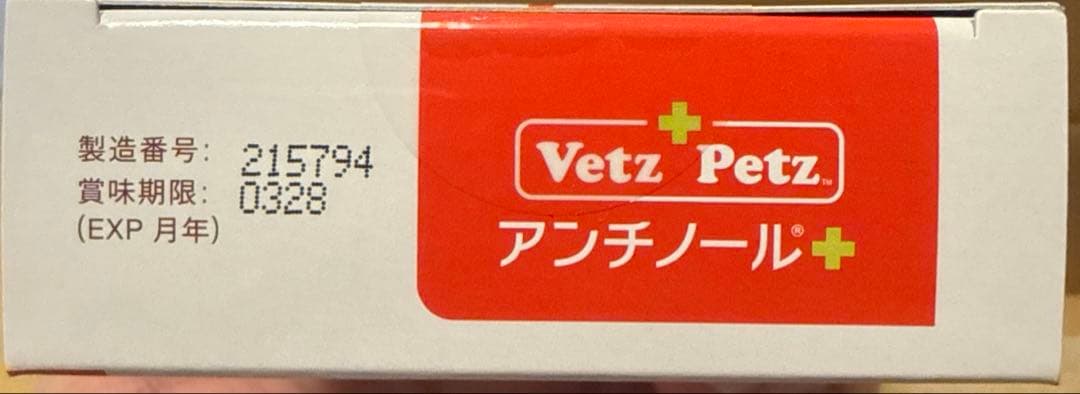 製造番号: 215794
賞味期限: 0328
(EXP 月年)
Vetz Petz™
アンチノール®+